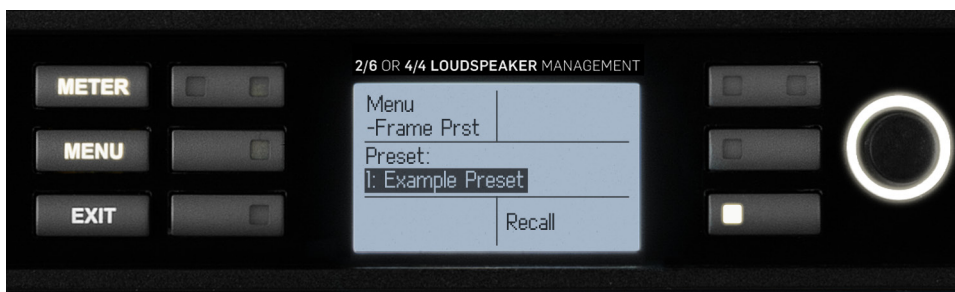 2/6 OR 4/4 LOUDSPEAKER MANAGEMENT
METER
MENU
EXIT
Menu
-Frame Prst
Preset:
1: Example Preset
Recall